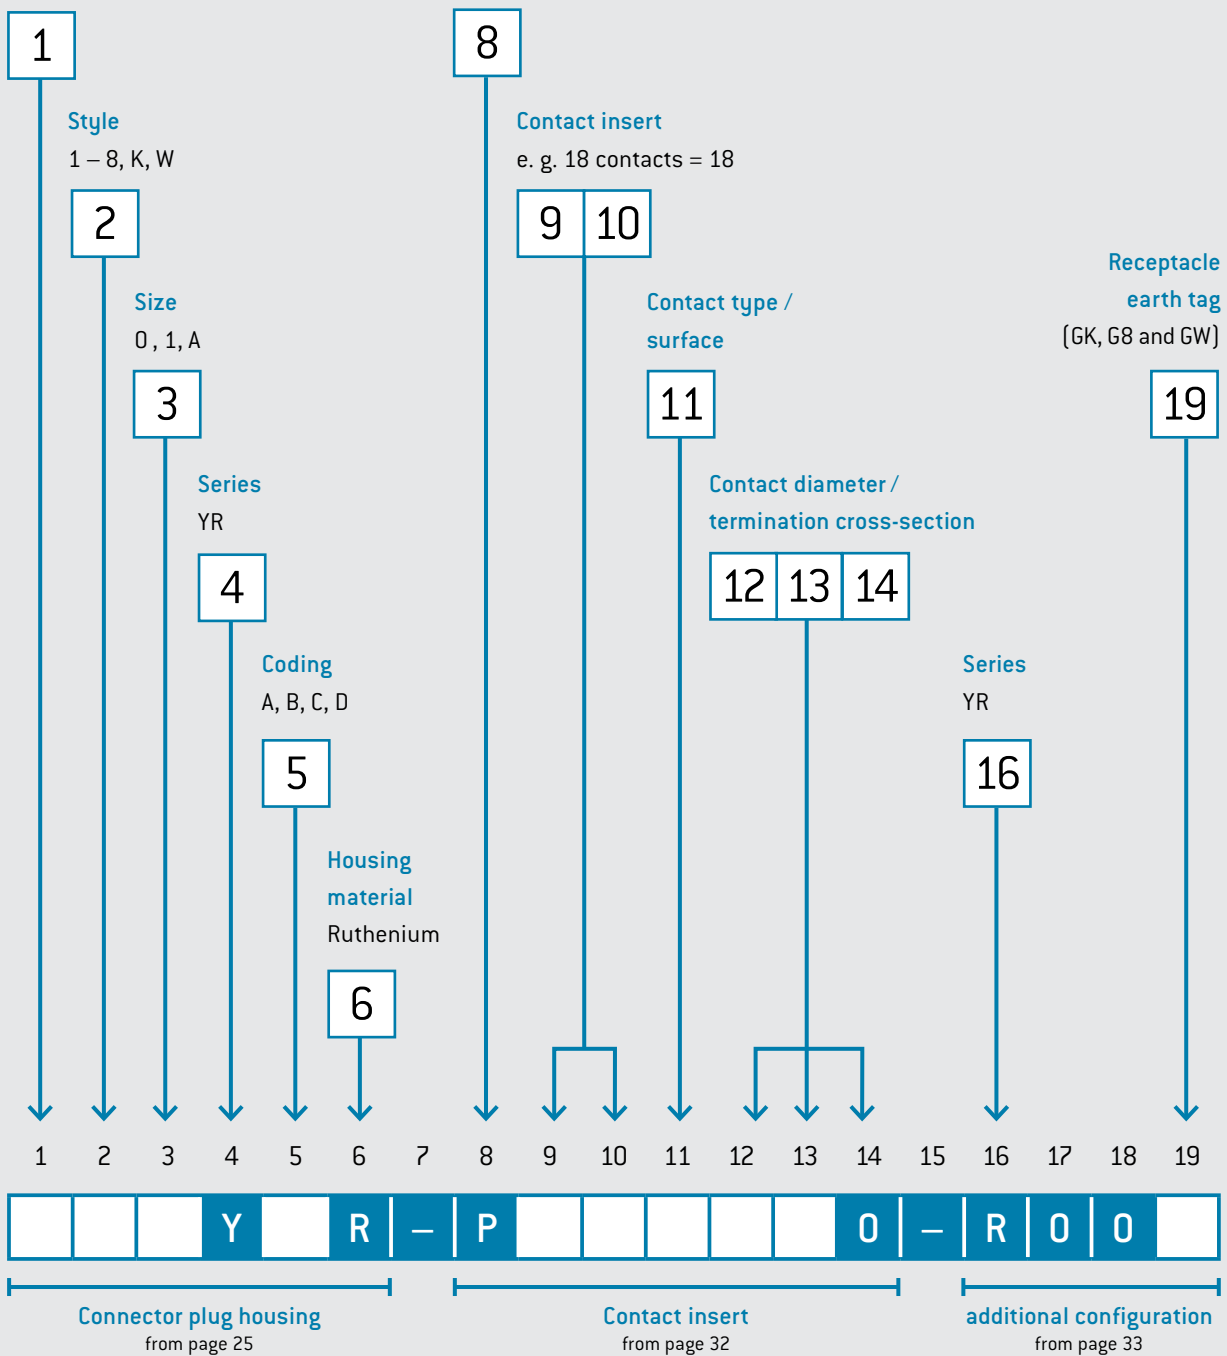 1
Style
1 – 8, K, W
2
Size
0 , 1, A
3
Series
YR
4
Coding
A, B, C, D
5
Housing
material
Ruthenium
6
8
Contact insert
e. g. 18 contacts = 18
9 10
Contact type /
surface
11
Contact diameter /
termination cross-section
12 13 14
Series
YR
16
Receptacle
earth tag
(GK, G8 and GW)
19
1 2 3 4 5 6 7 8 9 10 11 12 13 14 15 16 17 18 19
Y R – P 0 – R 0 0
Connector plug housing
from page 25
Contact insert
from page 32
additional configuration
from page 33